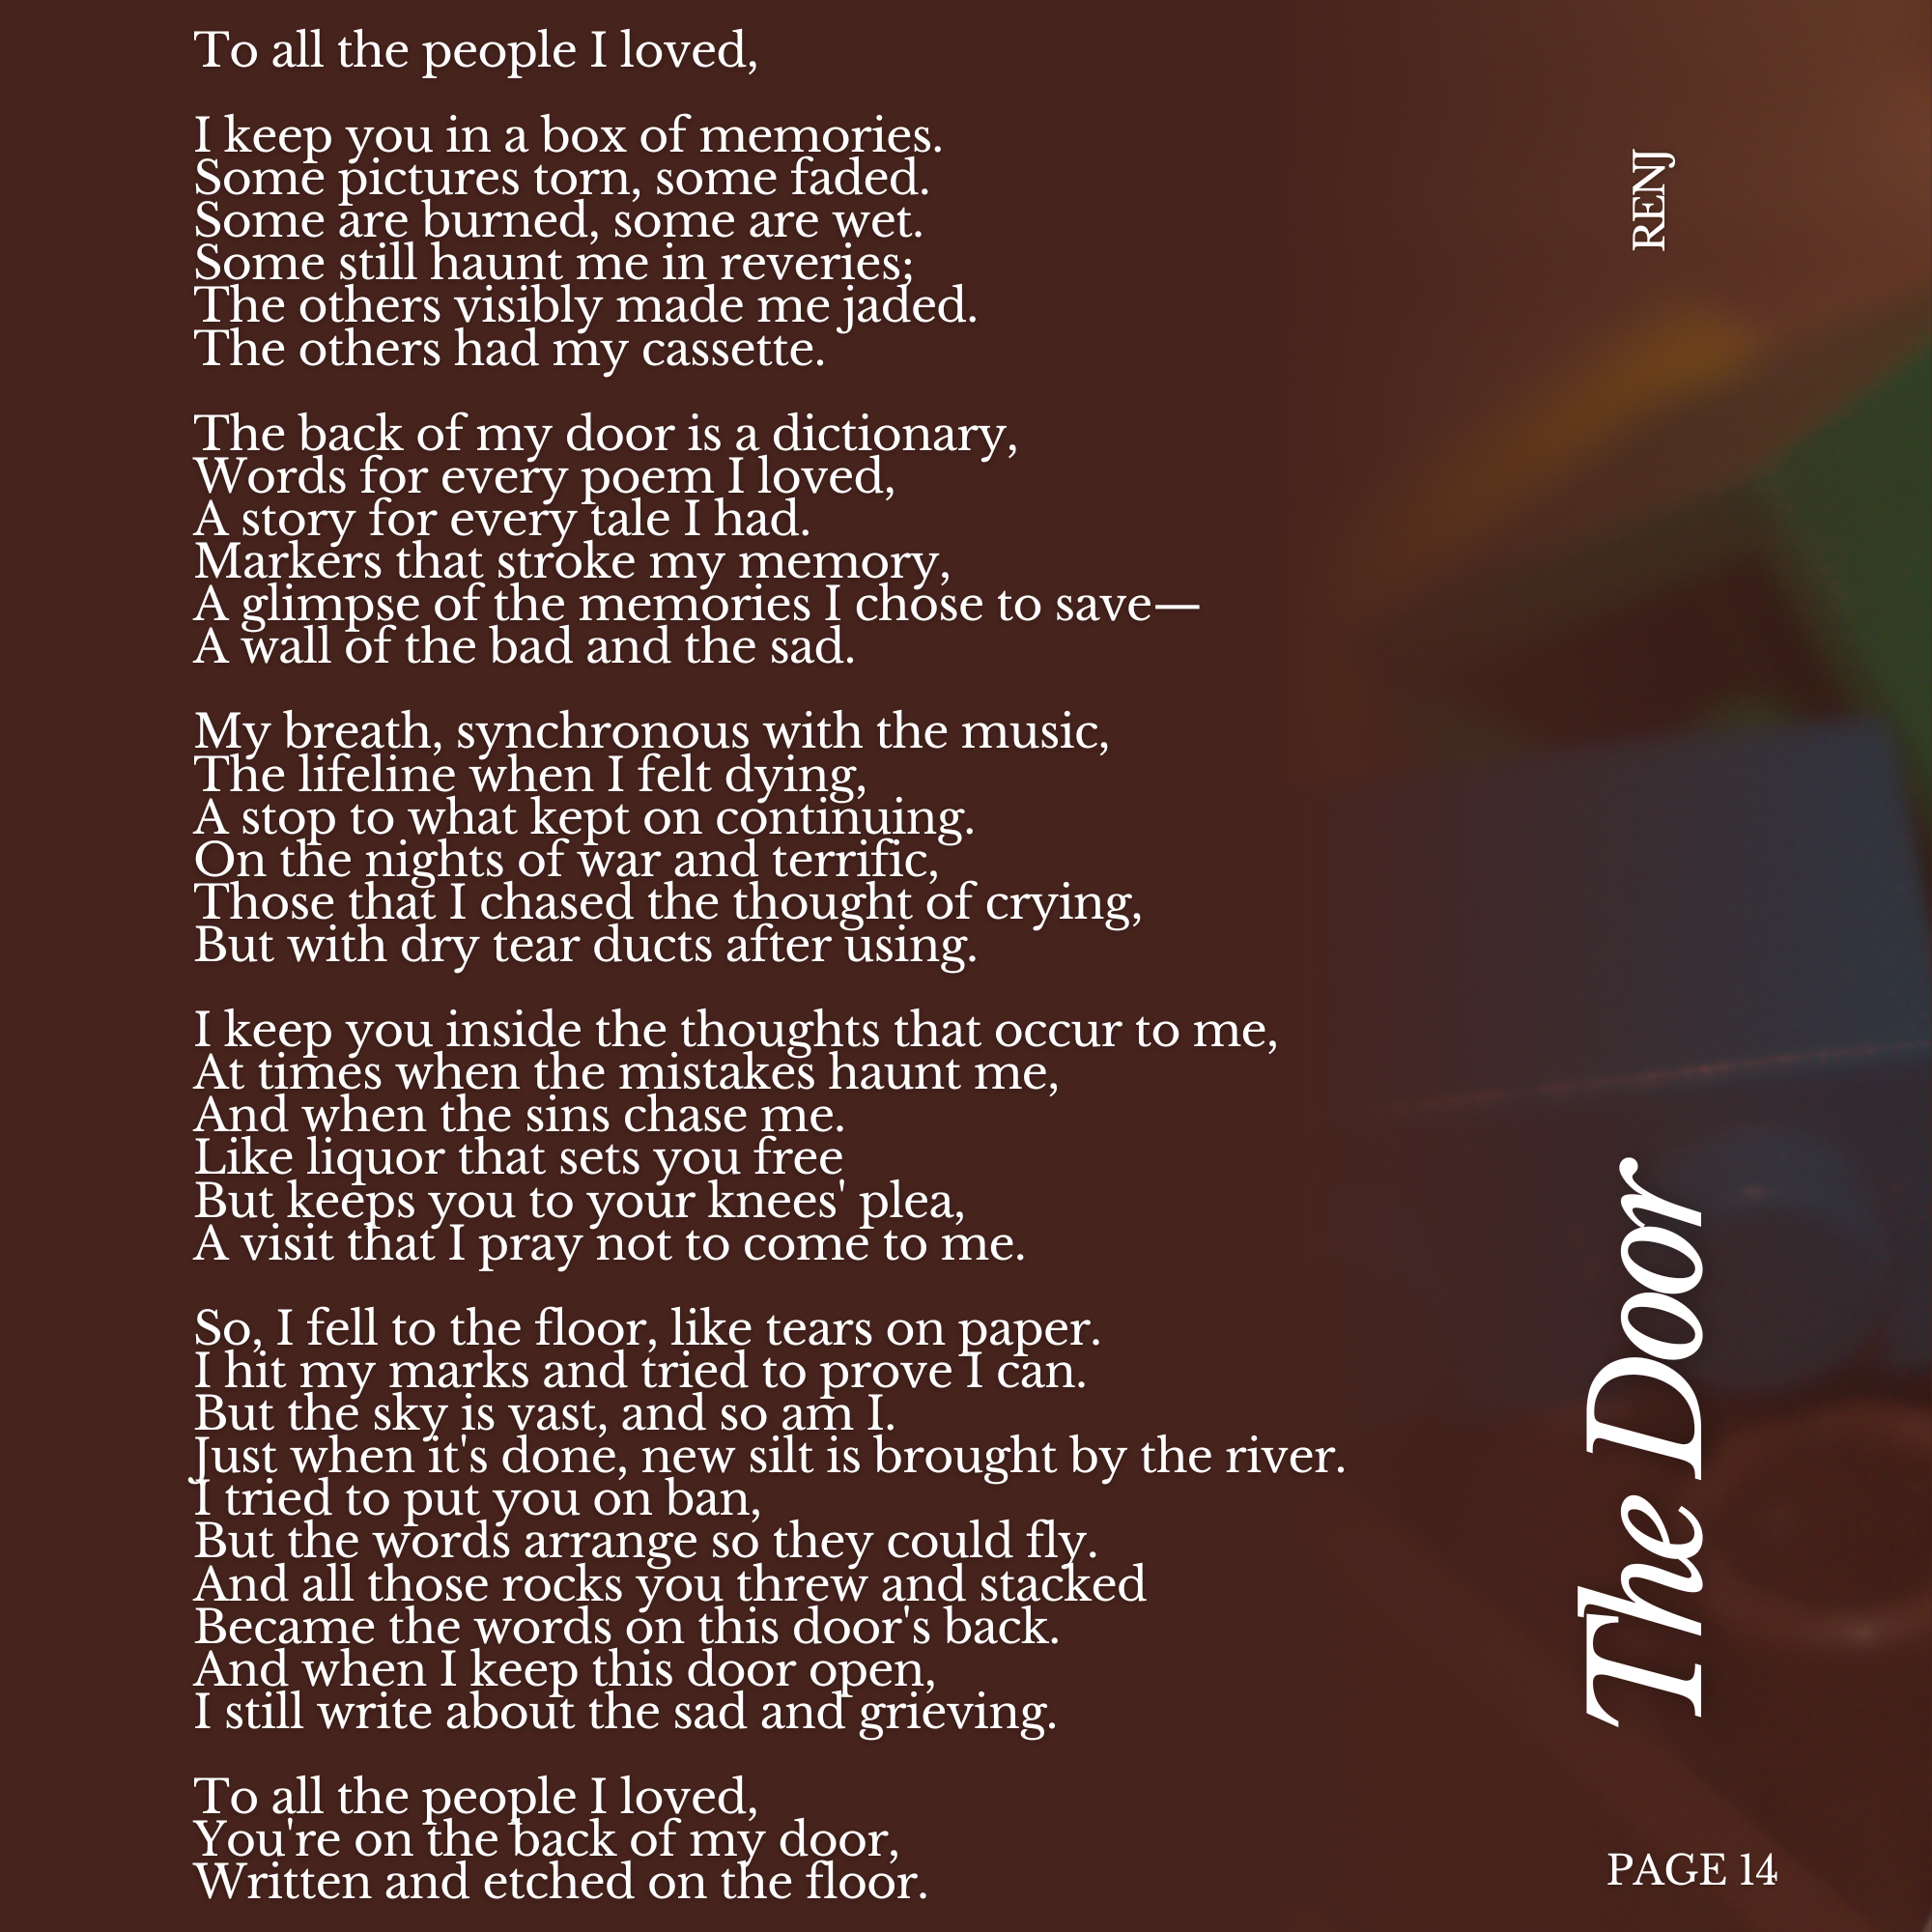 To all the people I loved,
I keep you in a box of memories.
Some pictures torn, some faded.
Some are burned, some are wet.
Some still haunt me in reveries;
The others visibly made me jaded.
The others had my cassette.
The back of my door is a dictionary,
Words for every poem I loved,
A story for every tale I had.
Markers that stroke my memory,
A glimpse of the memories I chose to save—
A wall of the bad and the sad.
My breath, synchronous with the music,
The lifeline when I felt dying,
A stop to what kept on continuing.
On the nights of war and terrific,
Those that I chased the thought of crying,
But with dry tear ducts after using.
I keep you inside the thoughts that occur to me,
At times when the mistakes haunt me,
And when the sins chase me.
Like liquor that sets you free
But keeps you to your knees' plea,
A visit that I pray not to come to me.
So, I fell to the floor, like tears on paper.
I hit my marks and tried to prove I can.
But the sky is vast, and so am I.
Just when it's done, new silt is brought by the river.
I tried to put you on ban,
But the words arrange so they could fly.
And all those rocks you threw and stacked
Became the words on this door's back.
And when I keep this door open,
I still write about the sad and grieving.
To all the people I loved,
You're on the back of my door,
Written and etched on the floor.
RENJ
The Door
PAGE 14